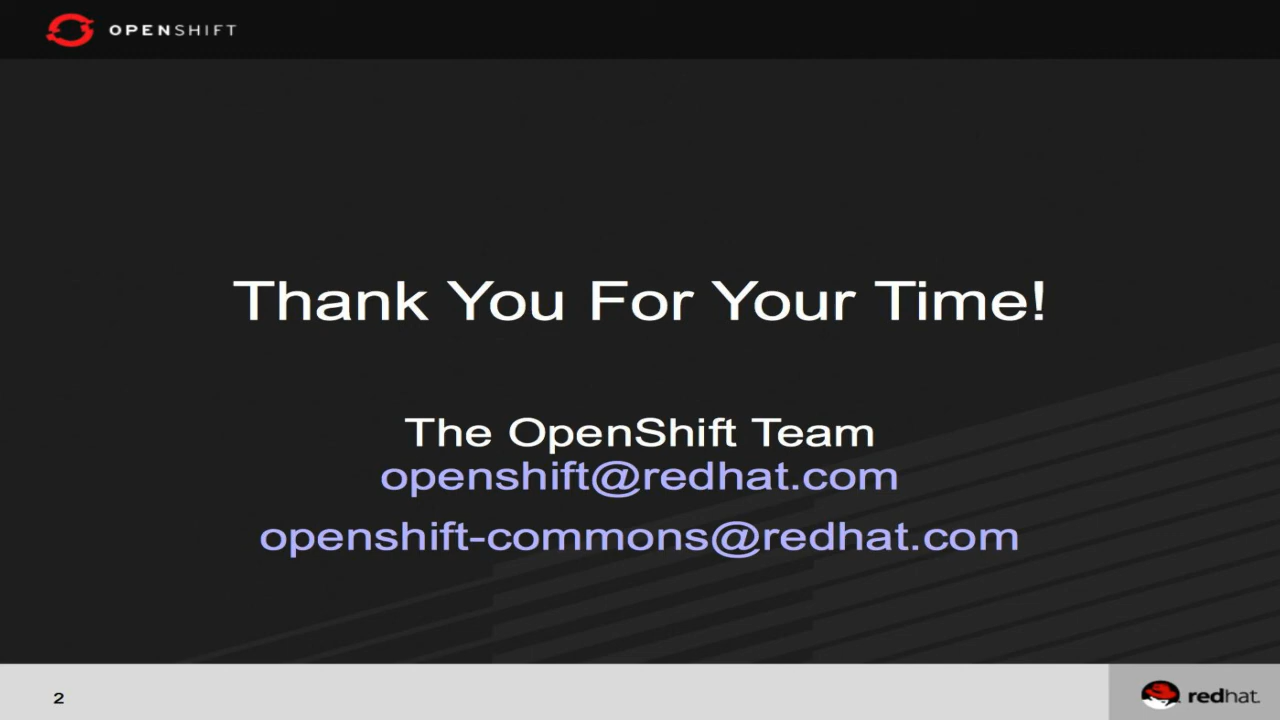 OPENSHIFT
Thank You For Your Time!
The OpenShift Team
openshift@redhat.com
openshift-commons@redhat.com
2
redhat.